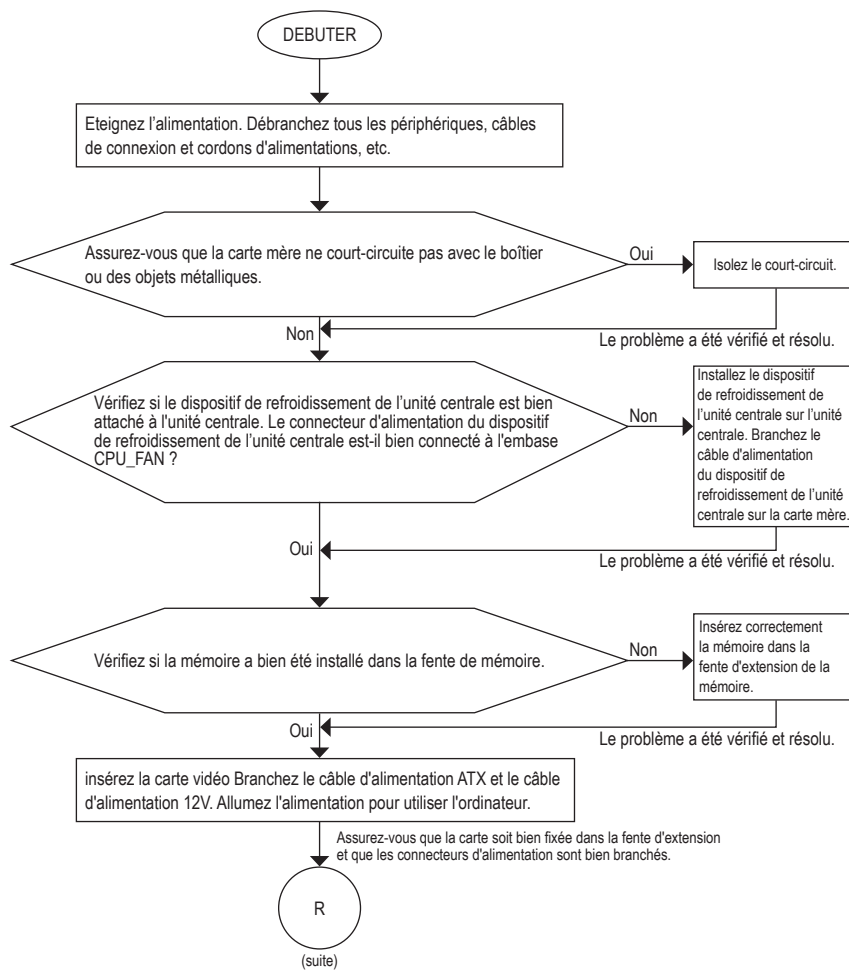 DEBUTER
Eteignez l’alimentation. Débranchez tous les périphériques, câbles
de connexion et cordons d'alimentations, etc.
Assurez-vous que la carte mère ne court-circuite pas avec le boîtier
ou des objets métalliques.
Oui
Isolez le court-circuit.
Non
Le problème a été vérifié et résolu.
Vérifiez si le dispositif de refroidissement de l’unité centrale est bien
attaché à l'unité centrale. Le connecteur d’alimentation du dispositif
de refroidissement de l’unité centrale est-il bien connecté à l'embase
CPU_FAN ?
Non
Installez le dispositif
de refroidissement de
l’unité centrale sur l’unité
centrale. Branchez le
câble d'alimentation
du dispositif de
refroidissement de l’unité
centrale sur la carte mère.
Oui
Le problème a été vérifié et résolu.
Vérifiez si la mémoire a bien été installé dans la fente de mémoire.
Non
Insérez correctement
la mémoire dans la
fente d'extension de la
mémoire.
Oui
Le problème a été vérifié et résolu.
insérez la carte vidéo Branchez le câble d'alimentation ATX et le câble
d'alimentation 12V. Allumez l'alimentation pour utiliser l'ordinateur.
Assurez-vous que la carte soit bien fixée dans la fente d'extension
et que les connecteurs d'alimentation sont bien branchés.
R
(suite)